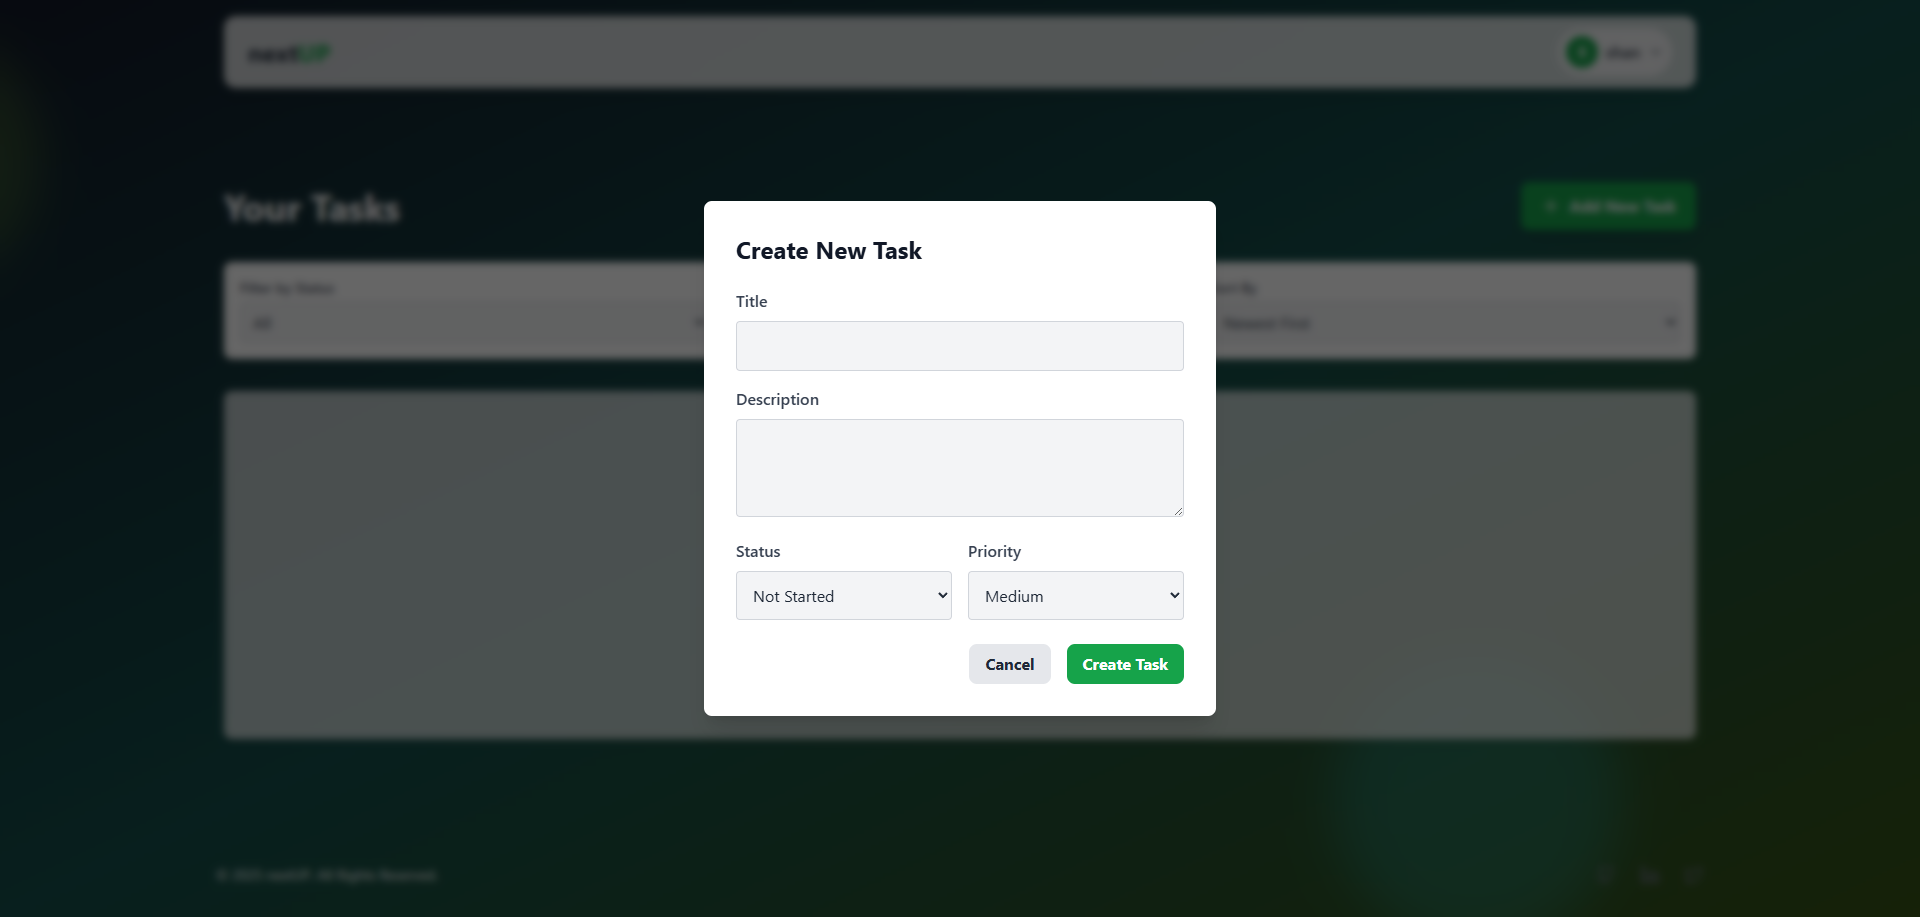 nextUP
Your Tasks
Add New Task
Filter by Status
All
Sort By
Newest First
Create New Task
Title
Description
Status
Priority
Not Started
Medium
Cancel
Create Task
nextUP. All Rights Reserved.